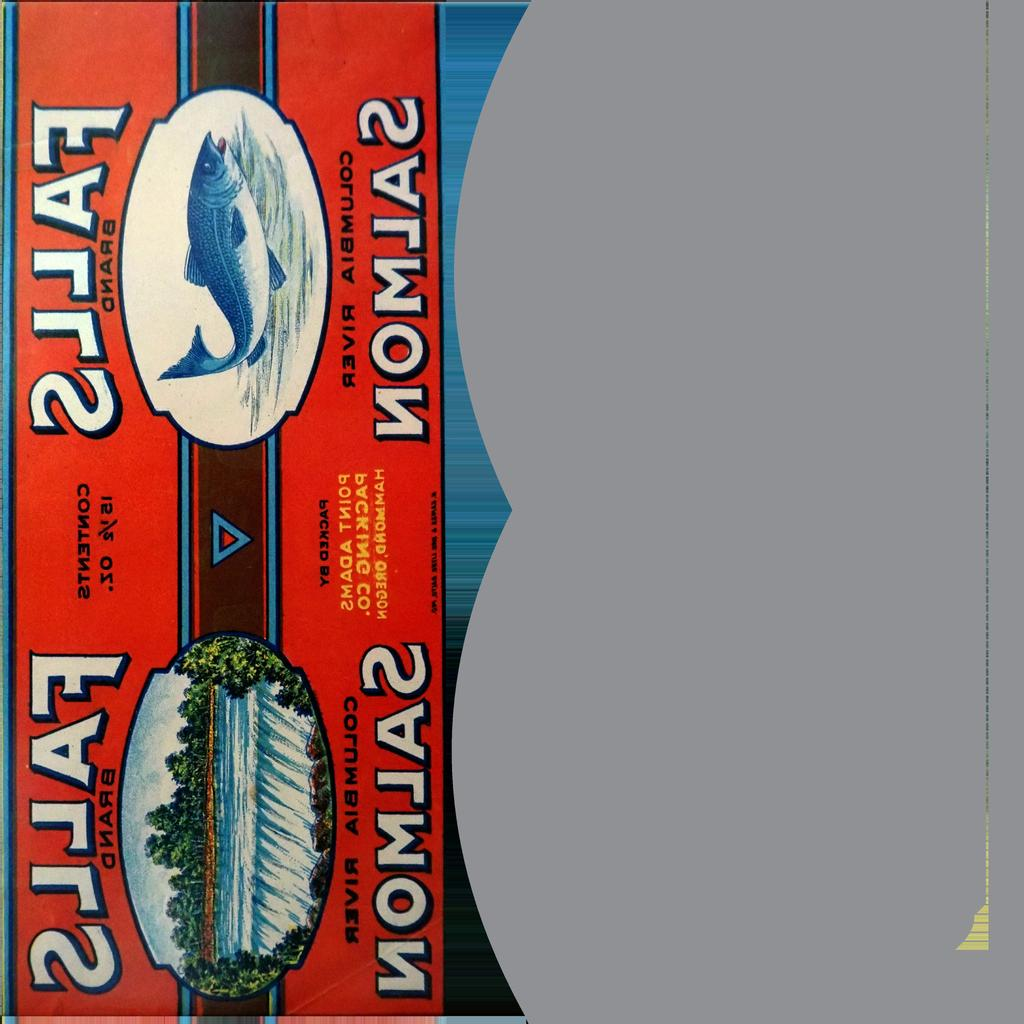 FALLS
BRAND
COLUMBIA RIVER
SALMON
CONTENTS
15½ OZ.
PACKED BY
POINT ADAMS
PACKING CO.
HAMMOND, OREGON
FALLS
BRAND
COLUMBIA RIVER
SALMON